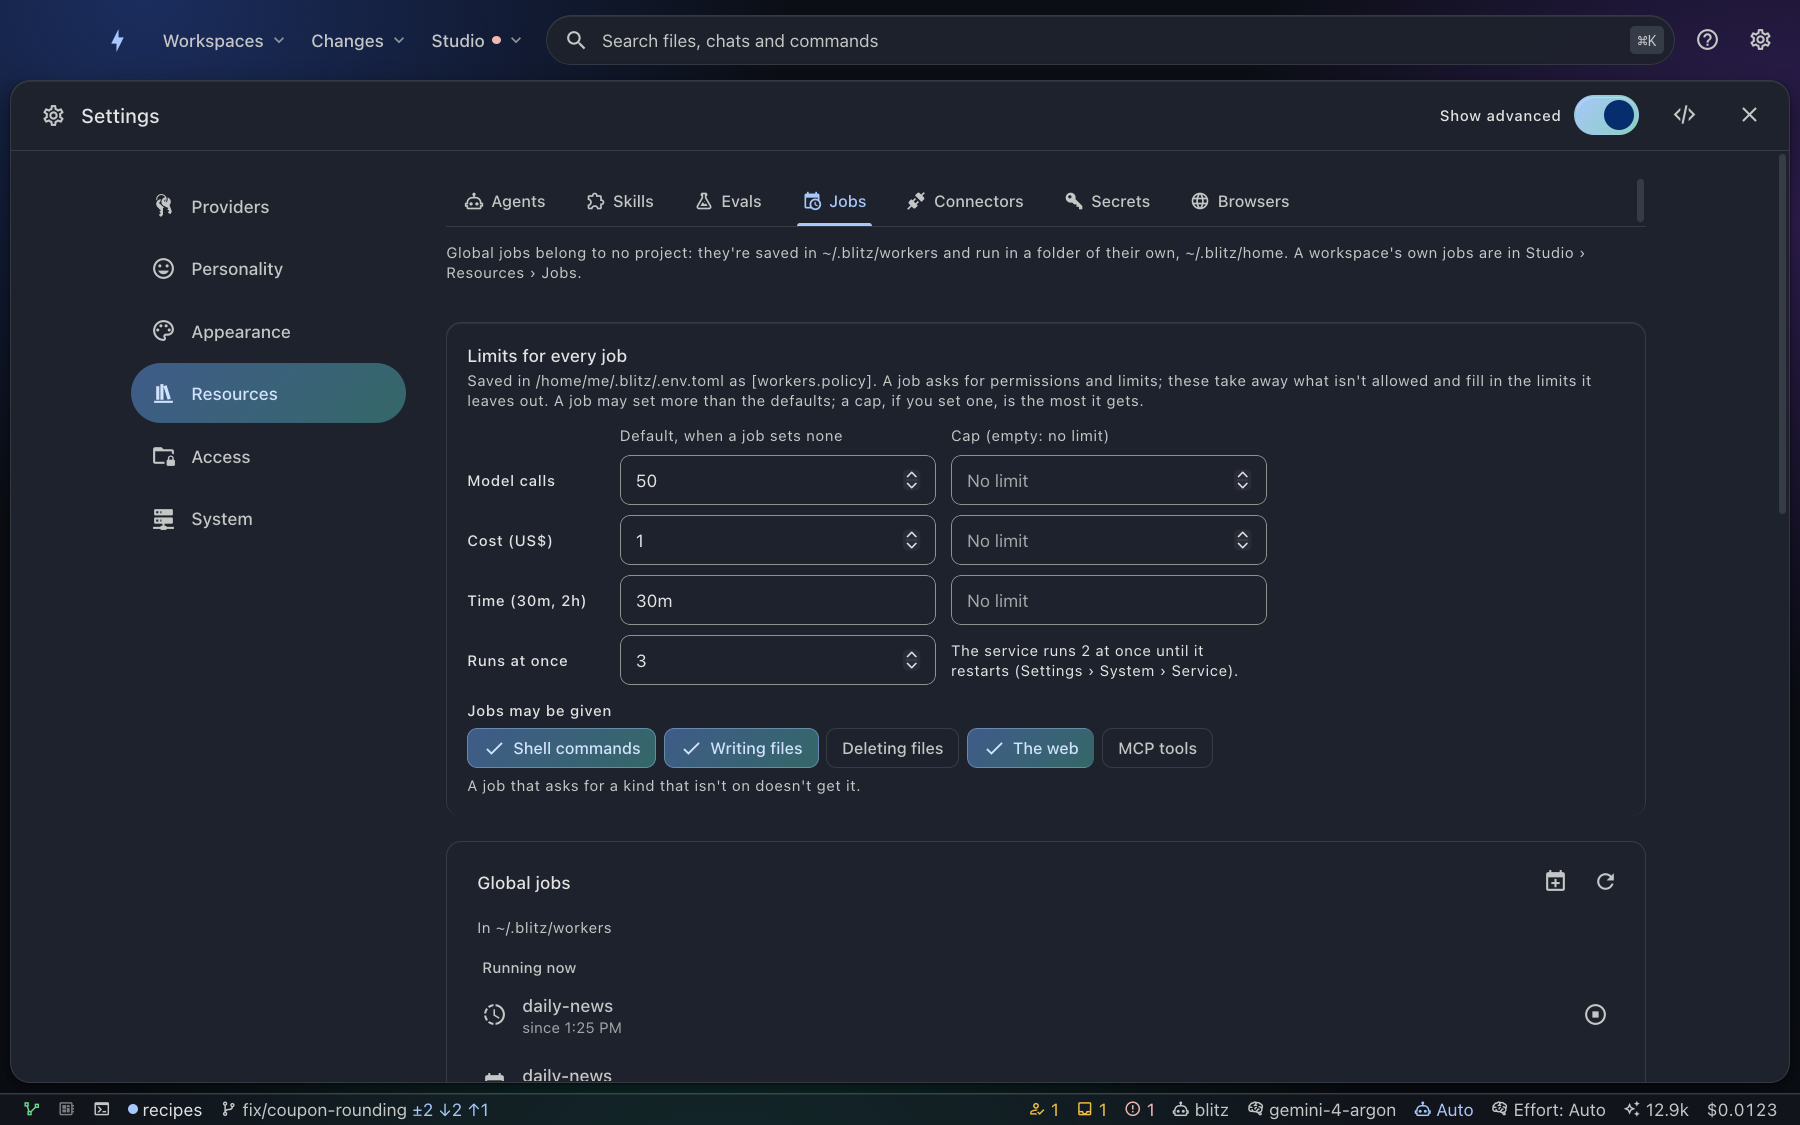 Workspaces
Changes
Studio
Search files, chats and commands
⌘K
Settings
Show advanced
Providers
Personality
Appearance
Resources
Access
System
Agents
Skills
Evals
Jobs
Connectors
Secrets
Browsers
Global jobs belong to no project: they're saved in ~/.blitz/workers and run in a folder of their own, ~/.blitz/home. A workspace's own jobs are in Studio ›
Resources › Jobs.
Limits for every job
Saved in /home/me/.blitz/.env.toml as [workers.policy]. A job asks for permissions and limits; these take away what isn't allowed and fill in the limits it
leaves out. A job may set more than the defaults; a cap, if you set one, is the most it gets.
Default, when a job sets none
Cap (empty: no limit)
Model calls
50
No limit
Cost (US$)
1
No limit
Time (30m, 2h)
30m
No limit
Runs at once
3
The service runs 2 at once until it
restarts (Settings › System › Service).
Jobs may be given
Shell commands
Writing files
Deleting files
The web
MCP tools
A job that asks for a kind that isn't on doesn't get it.
Global jobs
In ~/.blitz/workers
Running now
daily-news
since 1:25 PM
daily-news
recipes
fix/coupon-rounding ±2 ↓2 ↑1
1
1
1
blitz
gemini-4-argon
Auto
Effort: Auto
12.9k
$0.0123